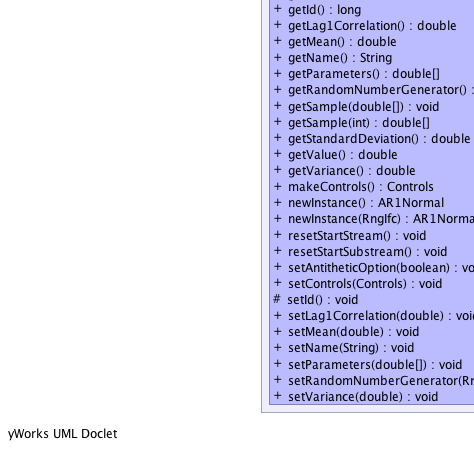 + getId() : long
+ getLag1Correlation() : double
+ getMean() : double
+ getName() : String
+ getParameters() : double[]
+ getRandomNumberGenerator() :
+ getSample(double[]) : void
+ getSample(int) : double[]
+ getStandardDeviation() : double
+ getValue() : double
+ getVariance() : double
+ makeControls() : Controls
+ newInstance() : AR1Normal
+ newInstance(RngIfc) : AR1Norma
+ resetStartStream() : void
+ resetStartSubstream() : void
+ setAntitheticOption(boolean) : vo
+ setControls(Controls) : void
# setId() : void
+ setLag1Correlation(double) : voi
+ setMean(double) : void
+ setName(String) : void
+ setParameters(double[]) : void
+ setRandomNumberGenerator(Rr
+ setVariance(double) : void
yWorks UML Doclet